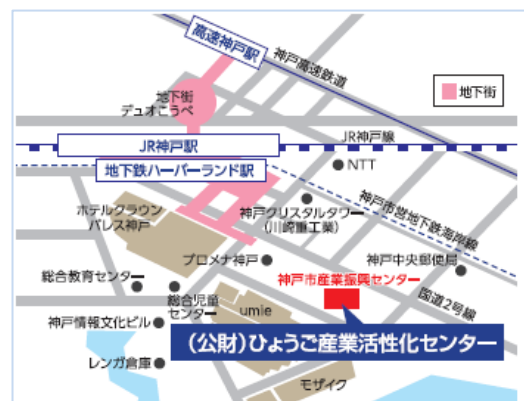 高速神戸駅
神戸高速鉄道
地下街
デュオこうべ
地下街
JR神戸線
JR神戸駅
NTT
地下鉄ハーバーランド駅
神戸市営地下鉄海岸線
ホテルクラウン
パレス神戸
神戸クリスタルタワー
(川崎重工業)
プロメナ神戸
神戸中央郵便局
総合教育センター
神戸市産業振興センター
国道2号線
総合児童
センター
umie
神戸情報文化ビル
(公財)ひょうご産業活性化センター
レンガ倉庫
モザイク